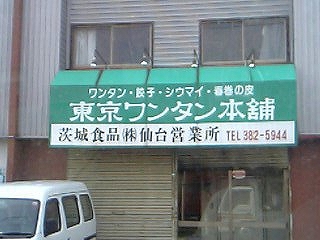 ワンタン・餃子・シウマイ・春巻の皮
東京ワンタン本舗
茨城食品㈱仙台営業所 TEL 382-5944